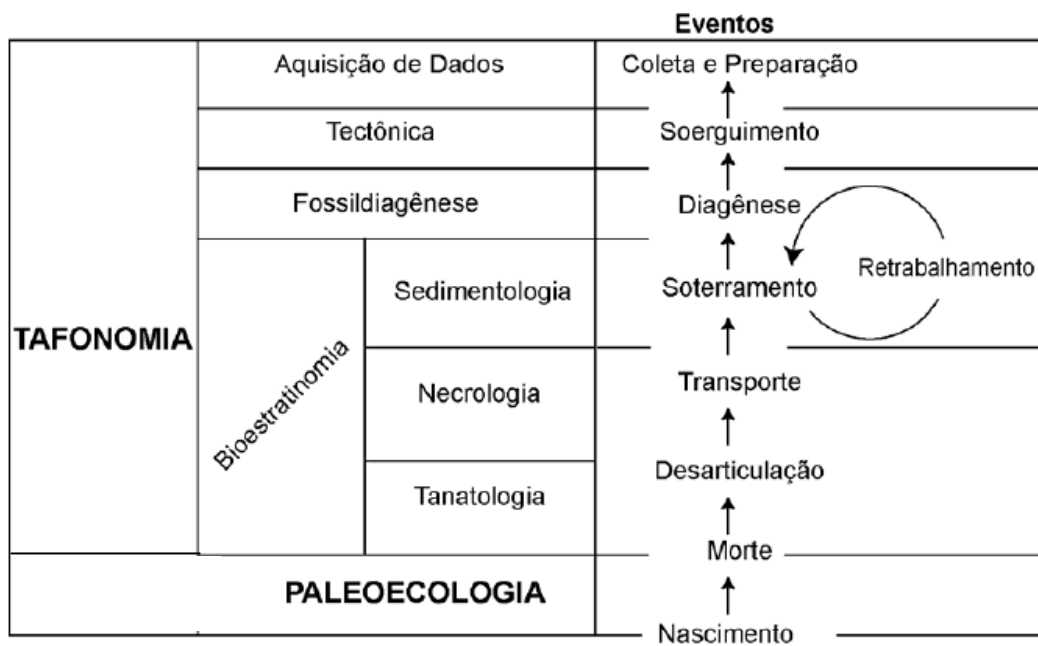 Eventos
Aquisição de Dados
Coleta e Preparação
Tectônica
Soerguimento
Fossildiagênese
Diagênese
Retrabalhamento
Sedimentologia
Soterramento
TAFONOMIA
Bioestratinomia
Necrologia
Transporte
Desarticulação
Tanatologia
Morte
PALEOECOLOGIA
Nascimento